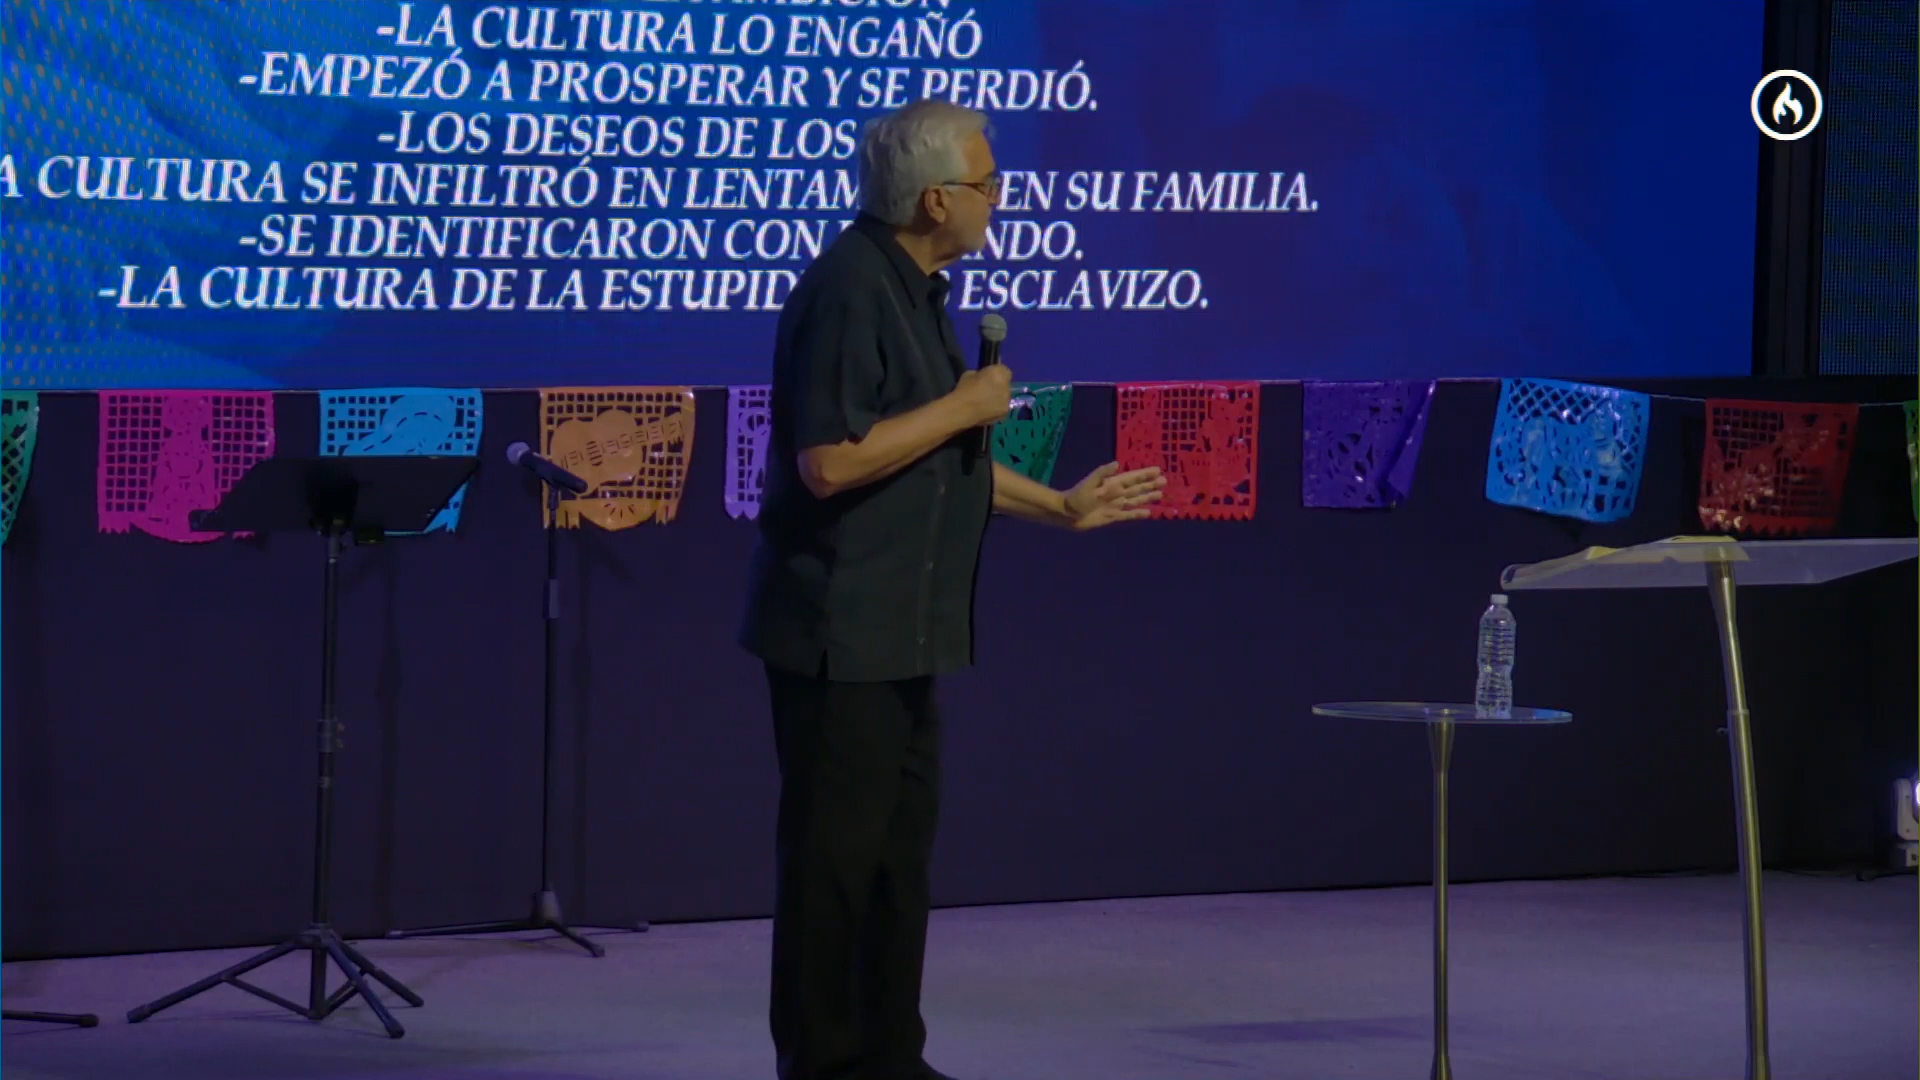 AMBICIÓN
-LA CULTURA LO ENGAÑÓ
-EMPEZÓ A PROSPERAR Y SE PERDIÓ.
-LOS DESEOS DE LOS
A CULTURA SE INFILTRÓ EN LENTAM EN SU FAMILIA.
-SE IDENTIFICARON CON NDO.
-LA CULTURA DE LA ESTUPID ESCLAVIZO.